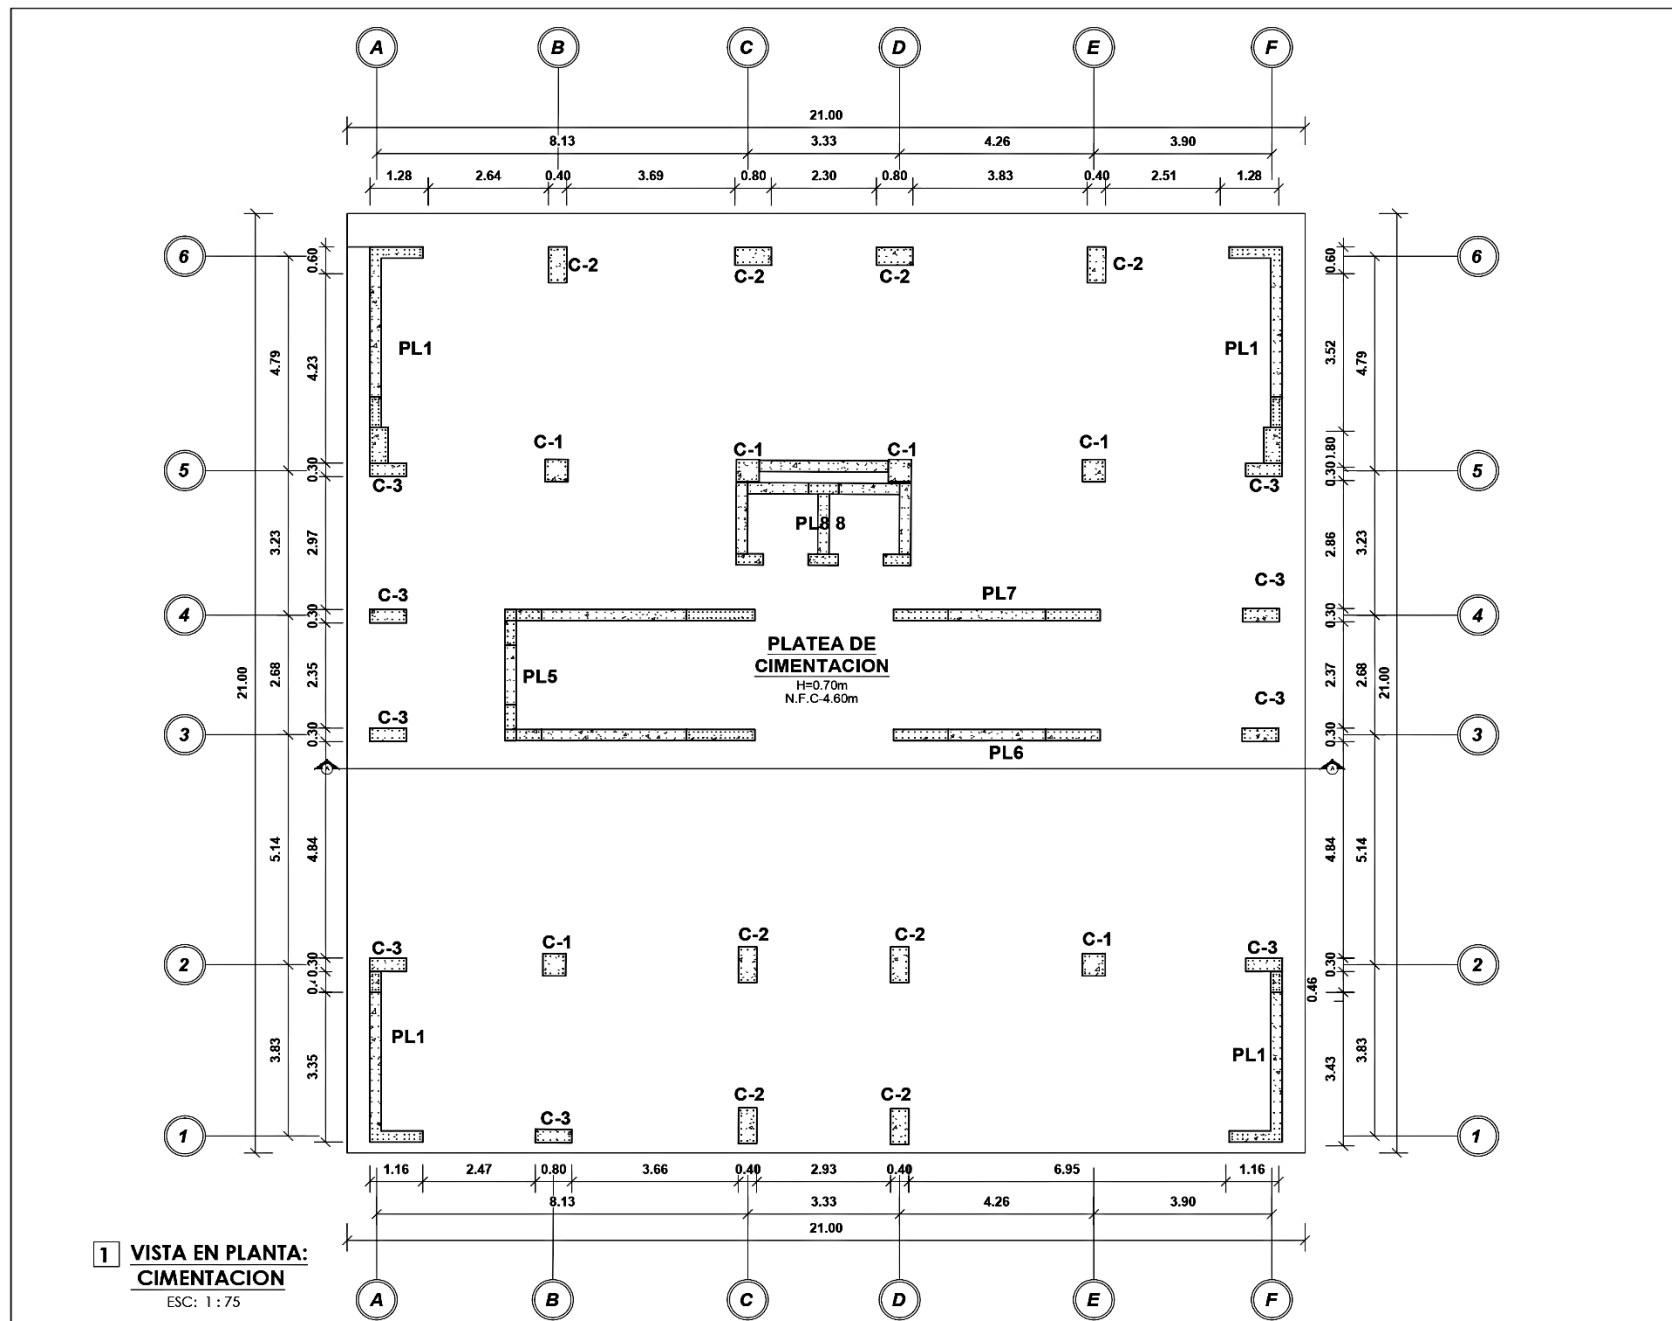 A B C D E F
21.00
8.13 3.33 4.26 3.90
1.28 2.64 0.40 3.69 0.80 2.30 0.80 3.83 0.40 2.51 1.28
6 0.60 C-2 C-2 C-2 C-2 0.60 6
4.79 4.23 PL1 PL1 3.52 4.79
0.80
5 0.30 C-3 C-1 C-1 C-1 C-1 C-3 0.30 5
3.23 2.97 PL8 8 2.86 3.23
4 0.30 C-3 PL7 C-3 0.30 4
PLATEA DE
CIMENTACION
H=0.70m
N.F.C-4.60m
21.00 2.68 2.35 PL5 2.37 2.68 21.00
3 0.30 C-3 PL6 C-3 0.30 3
A A
5.14 4.84 4.84 5.14
2 0.30 C-3 C-1 C-2 C-2 C-1 C-3 0.30 2
0.46
3.83 3.35 PL1 PL1 3.43 3.83
1 C-3 C-2 C-2 1
1.16 2.47 0.80 3.66 0.40 2.93 0.40 6.95 1.16
8.13 3.33 4.26 3.90
21.00
A B C D E F
1 VISTA EN PLANTA:
CIMENTACION
ESC: 1 : 75